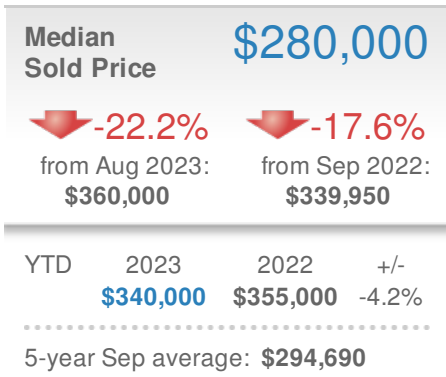 Median
Sold Price
$280,000
-22.2% -17.6%
from Aug 2023: from Sep 2022:
$360,000 $339,950
YTD 2023 2022 +/-
$340,000 $355,000 -4.2%
5-year Sep average: $294,690